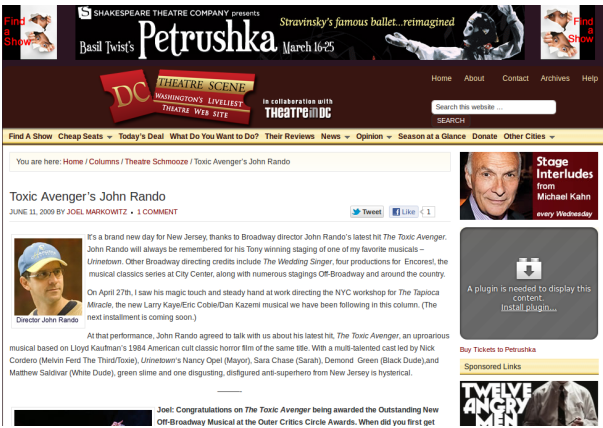 Find
a
Show
SHAKESPEARE THEATRE COMPANY presents
Basil Twist's Petrushka March 16-25
Stravinsky's famous ballet...reimagined
Find
a
Show
DC THEATRE SCENE
WASHINGTON'S LIVELIEST
THEATRE WEB SITE
in collaboration with
THEATREinDC
Home About Contact Archives Help
Search this website ...
SEARCH
Find A Show Cheap Seats Today's Deal What Do You Want to Do? Their Reviews News Opinion Season at a Glance Donate Other Cities
You are here: Home / Columns / Theatre Schmooze / Toxic Avenger's John Rando
Toxic Avenger's John Rando
JUNE 11, 2009 BY JOEL MARKOWITZ • 1 COMMENT
Tweet Like 1
It's a brand new day for New Jersey, thanks to Broadway director John Rando's latest hit The Toxic Avenger.
John Rando will always be remembered for his Tony winning staging of one of my favorite musicals –
Urinetown. Other Broadway directing credits include The Wedding Singer, four productions for Encores!, the
musical classics series at City Center, along with numerous stagings Off-Broadway and around the country.
On April 27th, I saw his magic touch and steady hand at work directing the NYC workshop for The Tapioca
Miracle, the new Larry Kaye/Eric Cobie/Dan Kazemi musical we have been following in this column. (The
next installment is coming soon.)
Director John Rando
At that performance, John Rando agreed to talk with us about his latest hit, The Toxic Avenger, an uproarious
musical based on Lloyd Kaufman's 1984 American cult classic horror film of the same title. With a multi-talented cast led by Nick
Cordero (Melvin Ferd The Third/Toxie), Urinetown's Nancy Opel (Mayor), Sara Chase (Sarah), Demond Green (Black Dude),and
Matthew Saldivar (White Dude), green slime and one disgusting, disfigured anti-superhero from New Jersey is hysterical.
Joel: Congratulations on The Toxic Avenger being awarded the Outstanding New
Off-Broadway Musical at the Outer Critics Circle Awards. When did you first get
Stage
Interludes
from
Michael Kahn
every Wednesday
A plugin is needed to display this
content.
Install plugin...
Buy Tickets to Petrushka
Sponsored Links
TWELVE
ANGRY
MEN